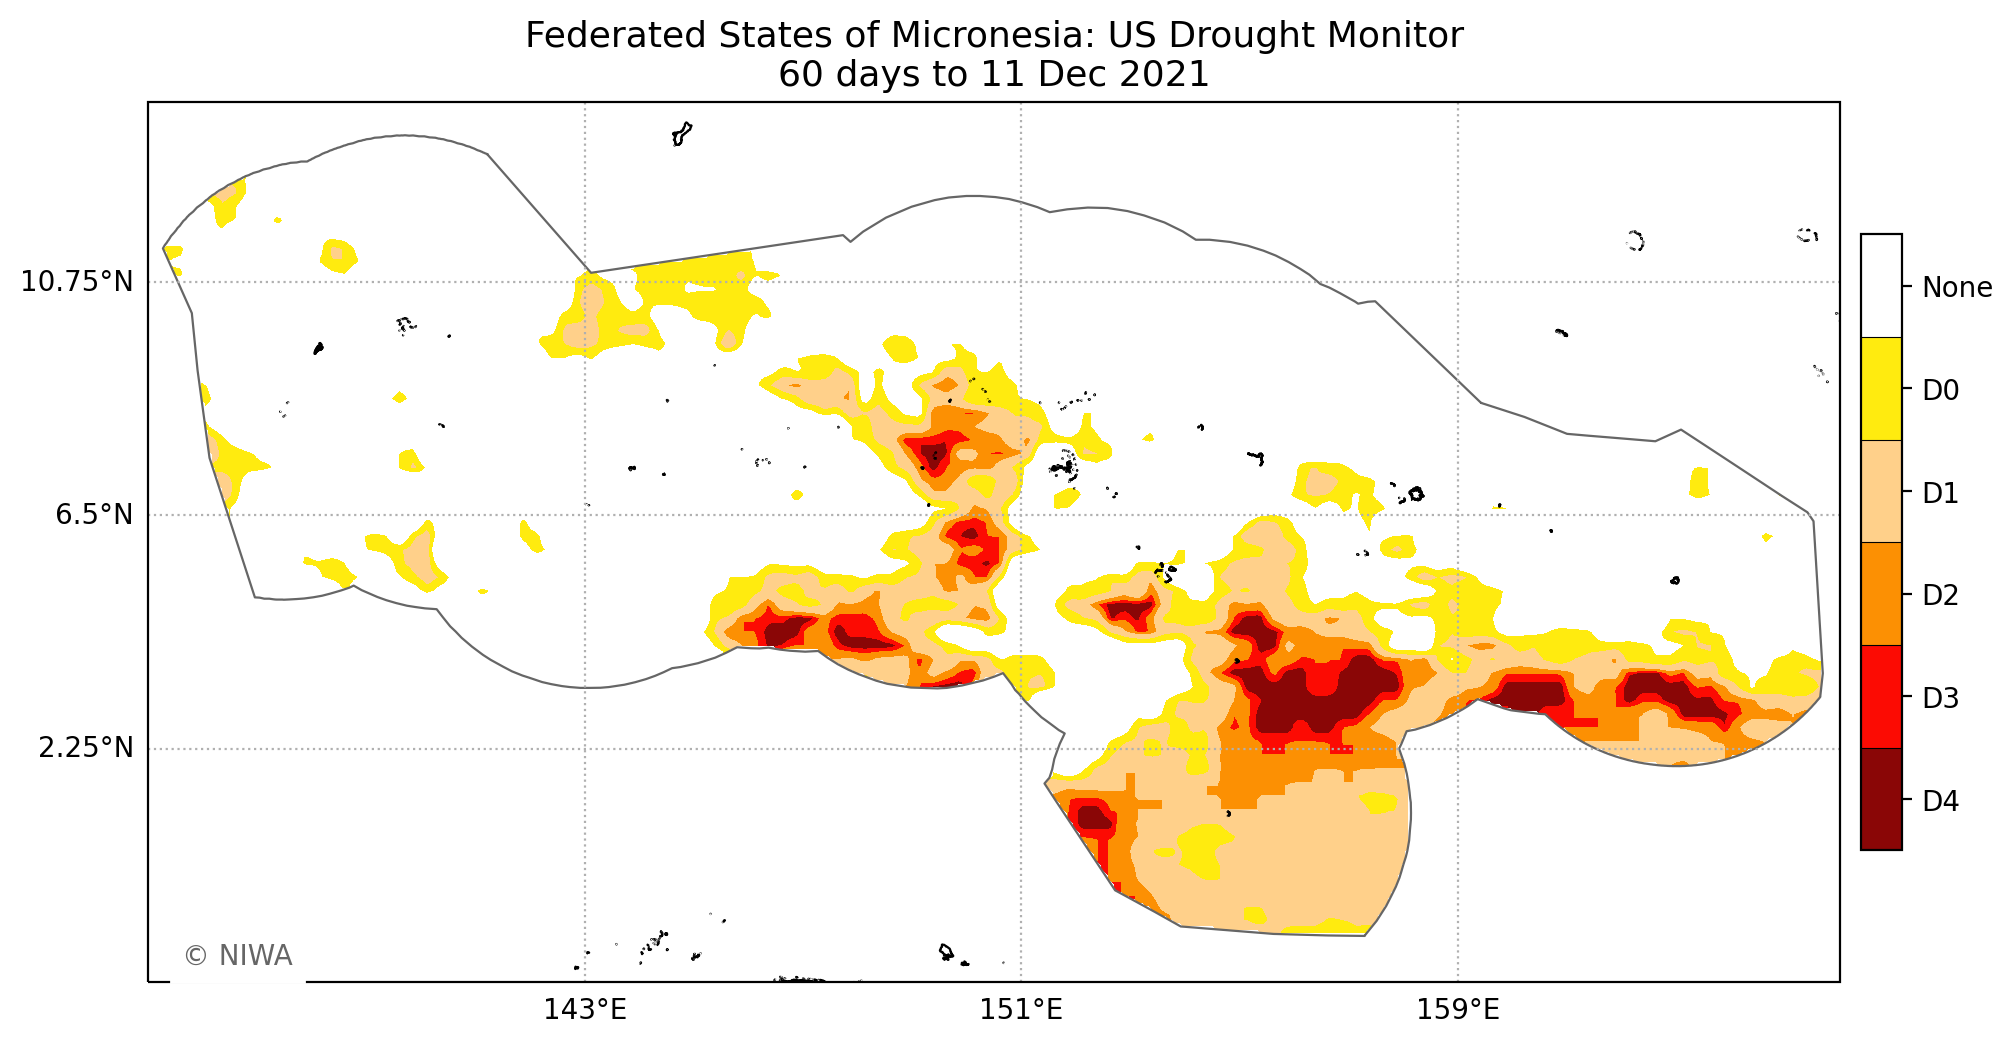 Federated States of Micronesia: US Drought Monitor
60 days to 11 Dec 2021
10.75°N
6.5°N
2.25°N
143°E
151°E
159°E
None
D0
D1
D2
D3
D4
© NIWA